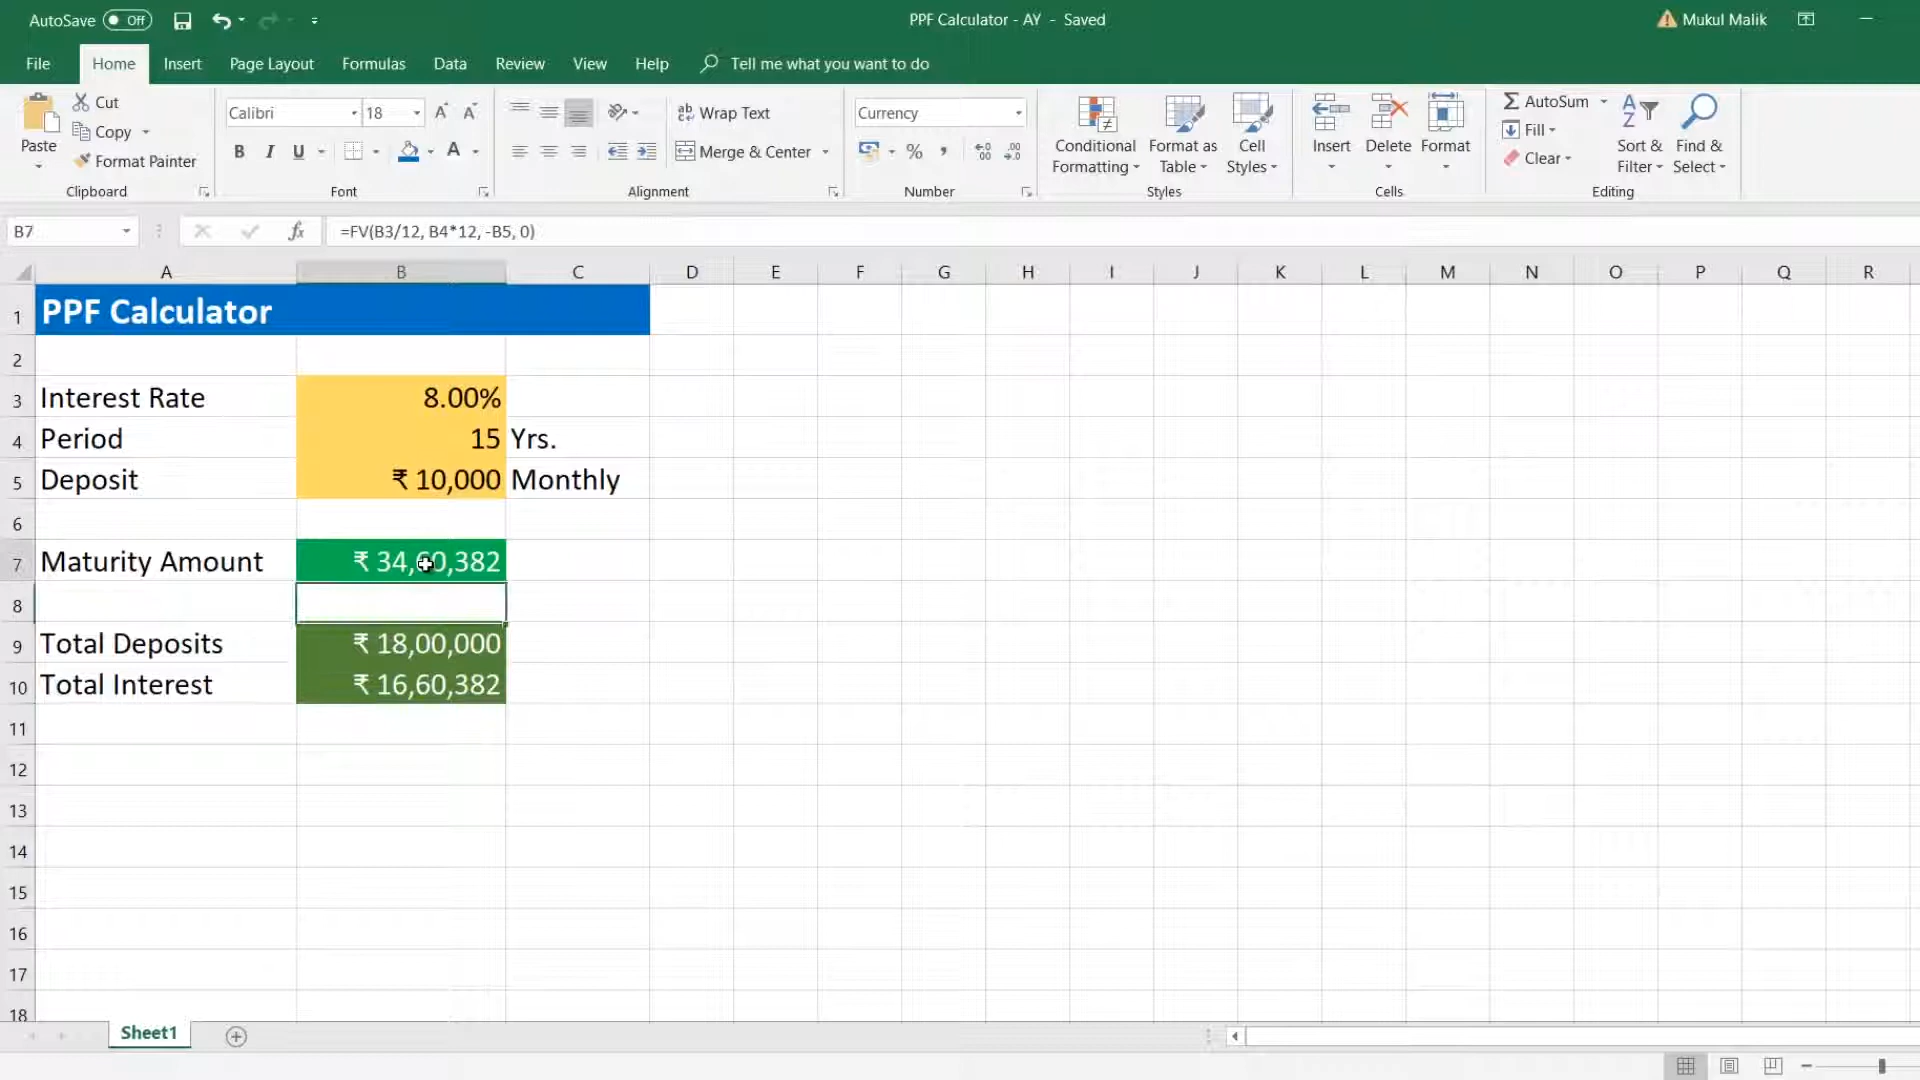 AutoSave Off PPF Calculator - AY - Saved Mukul Malik
File Home Insert Page Layout Formulas Data Review View Help Tell me what you want to do
Paste Cut Copy Format Painter Clipboard
Calibri 18 A A B I U A Font
ab Wrap Text Merge & Center Alignment
Currency % , .00 .00 Number
Conditional Formatting Format as Table Cell Styles Styles
Insert Delete Format Cells
Σ AutoSum Fill Clear A Z Sort & Filter Find & Select Editing
B7 fx =FV(B3/12, B4*12, -B5, 0)
A B C D E F G H I J K L M N O P Q R
1 PPF Calculator
2
3 Interest Rate 8.00%
4 Period 15 Yrs.
5 Deposit ₹ 10,000 Monthly
6
7 Maturity Amount ₹ 34,60,382
8
9 Total Deposits ₹ 18,00,000
10 Total Interest ₹ 16,60,382
11
12
13
14
15
16
17
18
Sheet1